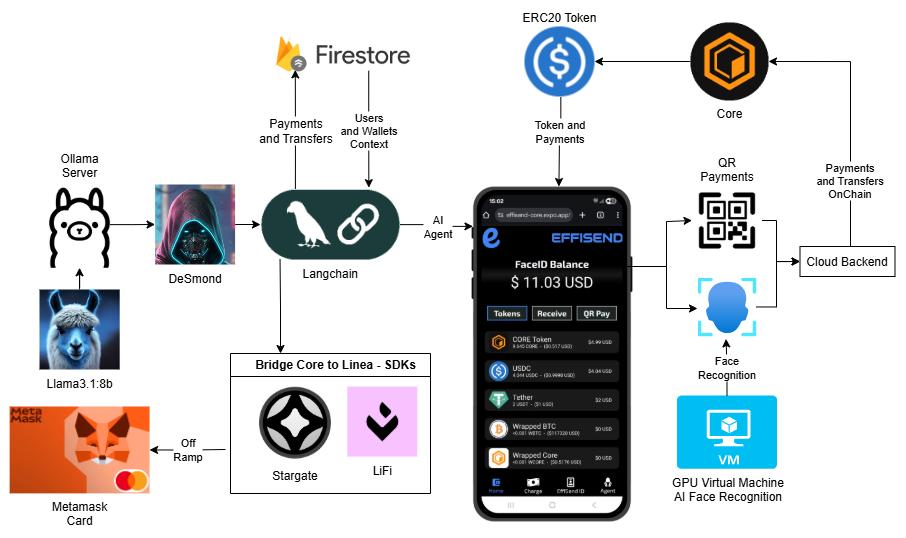 ERC20 Token
Firestore
Core
Payments
and Transfers
Users
and Wallets
Context
Token and
Payments
Ollama
Server
QR
Payments
Payments
and Transfers
OnChain
DeSmond
Langchain
AI
Agent
15:02
effisend-core.expo.app/
EFFISEND
FaceID Balance
$ 11.03 USD
Tokens
Receive
QR Pay
CORE Token
9.645 CORE - ($0.517 USD)
$4.99 USD
USDC
4.044 USDC - ($0.9998 USD)
$4.04 USD
Tether
2 USDT - ($1 USD)
$2 USD
Wrapped BTC
<0.001 WBTC - ($117320 USD)
$0 USD
Wrapped Core
<0.001 WCORE - ($0.5176 USD)
$0 USD
Home
Charge
EffiSend ID
Agent
Cloud Backend
Face
Recognition
VM
GPU Virtual Machine
AI Face Recognition
Llama3.1:8b
Bridge Core to Linea - SDKs
Stargate
LiFi
Off
Ramp
META
MASK
Metamask
Card